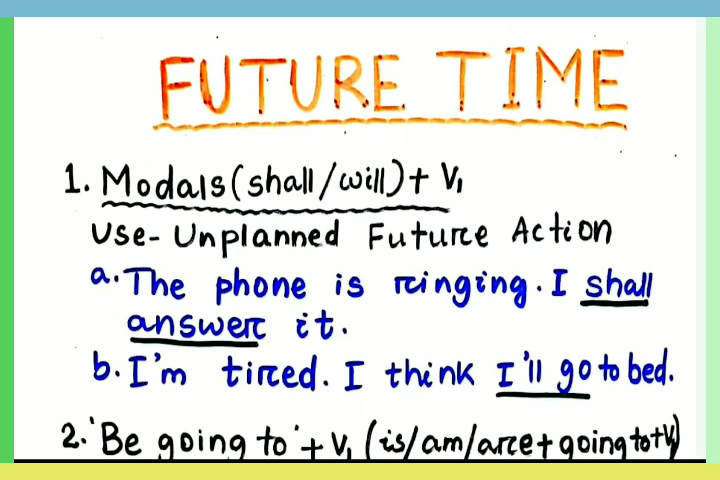 FUTURE TIME
1. Modals (shall/will) + V₁
Use - Unplanned Future Action
a. The phone is ringing. I shall
answer it.
b. I'm tired. I think I'll go to bed.
2. 'Be going to' + V₁ (is/am/are + going to + V₁)